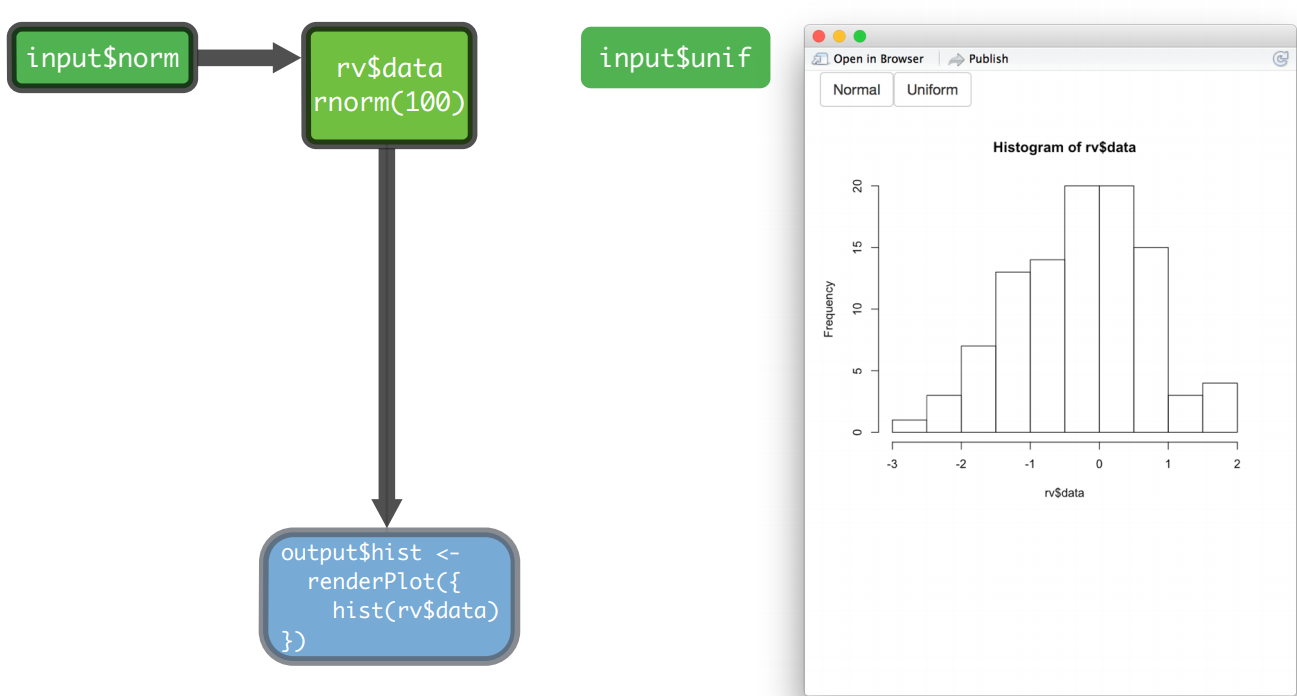 input$norm
rv$data
rnorm(100)
input$unif
output$hist <-
renderPlot({
hist(rv$data)
})
Open in Browser
Publish
Normal
Uniform
Histogram of rv$data
20
15
10
5
0
Frequency
-3
-2
-1
0
1
2
rv$data